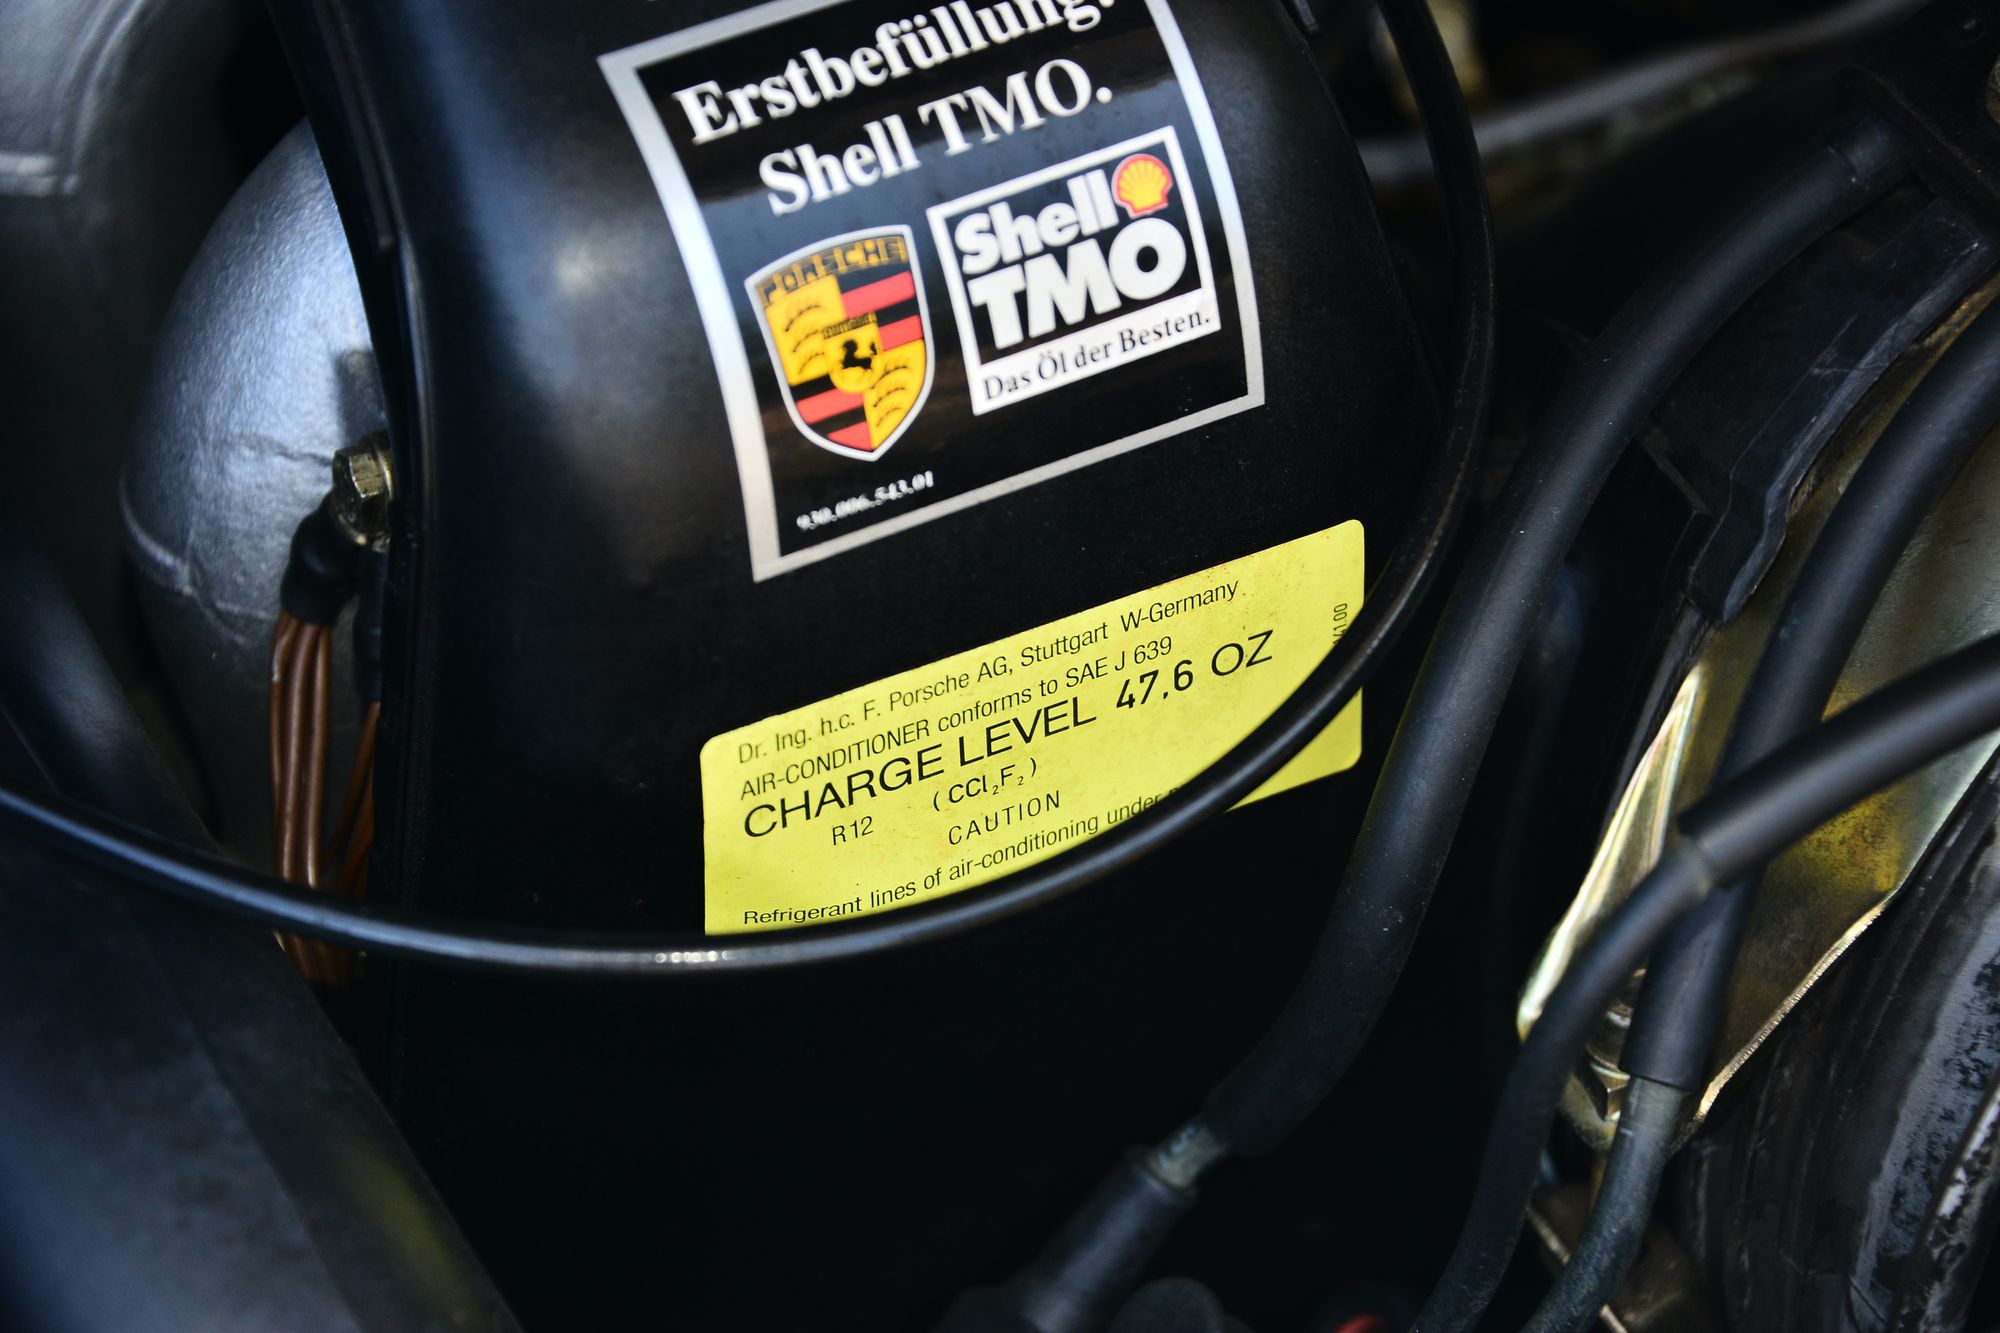 Erstbefüllung:
Shell TMO.
PORSCHE
STUTTGART
Shell
TMO
Das Öl der Besten.
930.006.543.01
Dr. Ing. h.c. F. Porsche AG, Stuttgart W-Germany
AIR-CONDITIONER conforms to SAE J 639
CHARGE LEVEL 47.6 OZ
R12 (CCl₂F₂)
CAUTION
Refrigerant lines of air-conditioning under